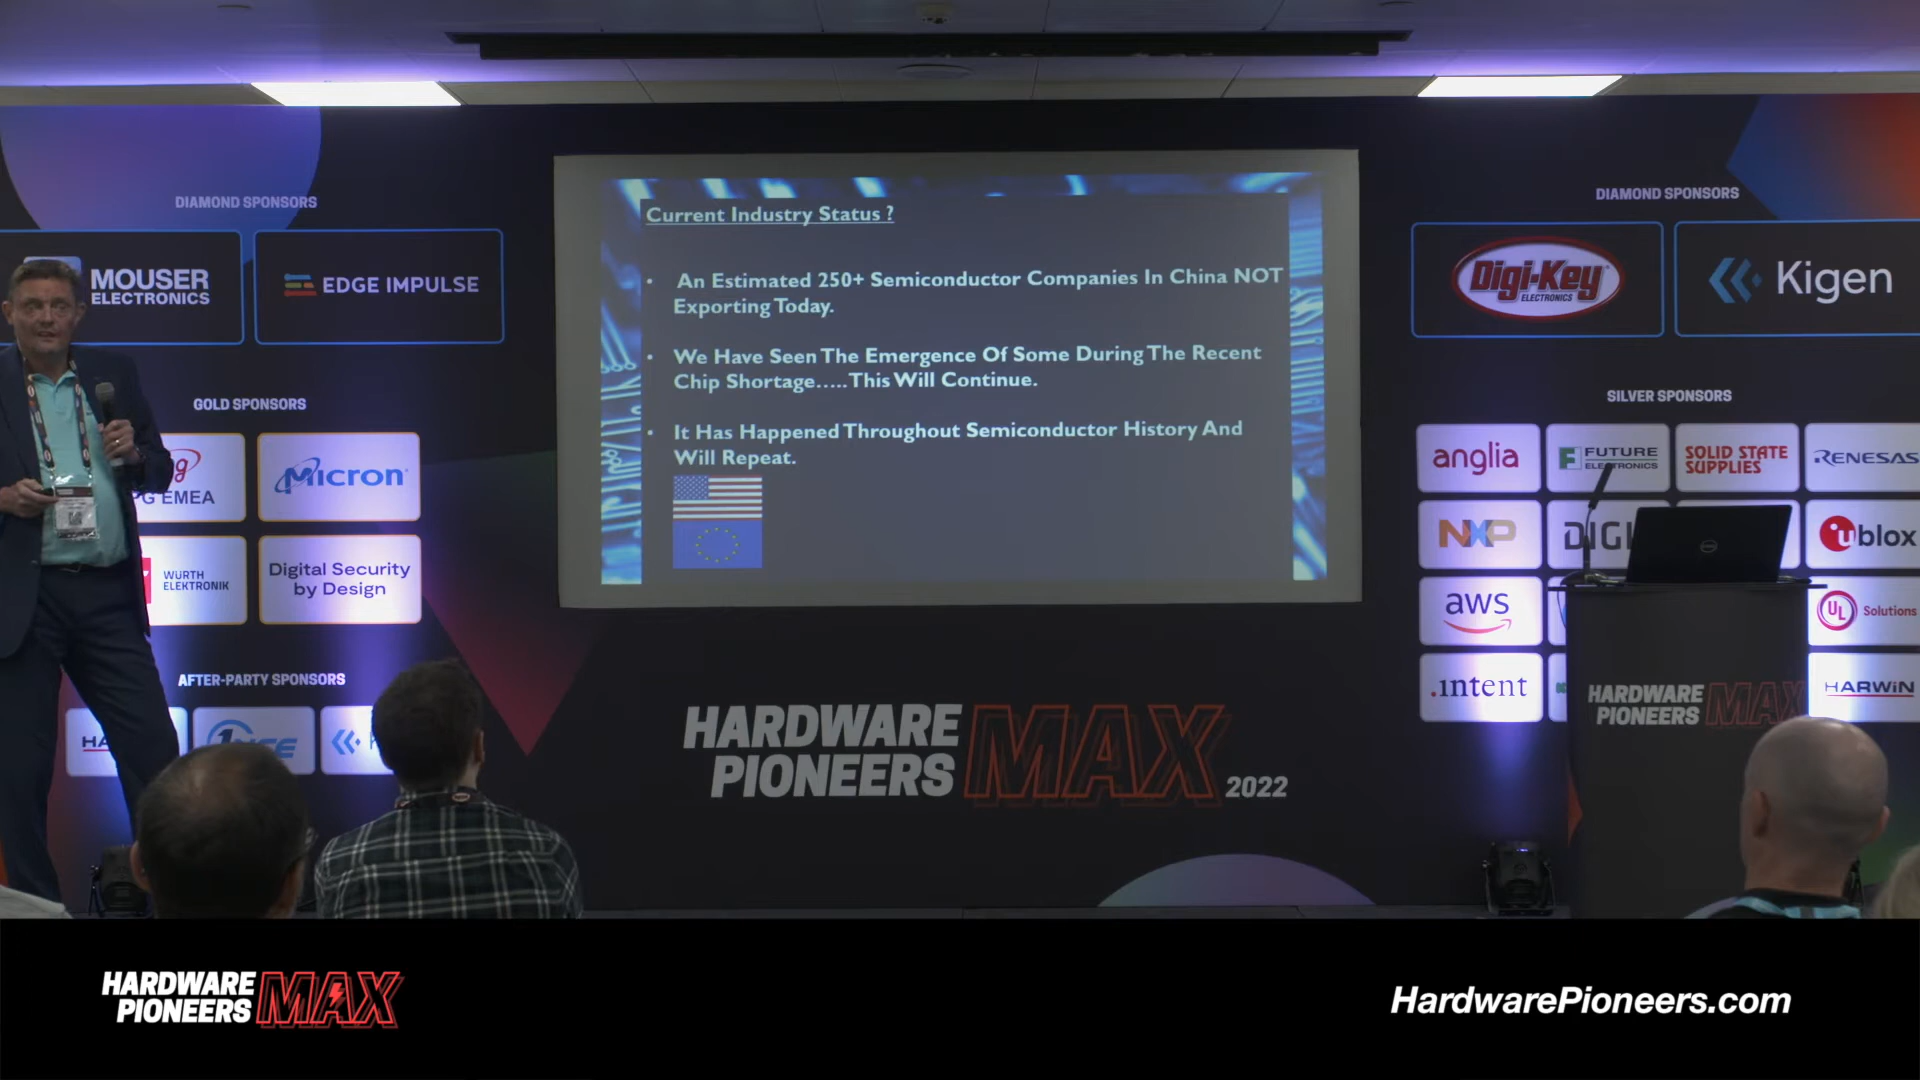 DIAMOND SPONSORS
MOUSER
ELECTRONICS
EDGE IMPULSE
GOLD SPONSORS
EMEA
Micron
WÜRTH
ELEKTRONIK
Digital Security
by Design
AFTER-PARTY SPONSORS
Current Industry Status ?
• An Estimated 250+ Semiconductor Companies In China NOT
Exporting Today.
• We Have Seen The Emergence Of Some During The Recent
Chip Shortage.....This Will Continue.
• It Has Happened Throughout Semiconductor History And
Will Repeat.
HARDWARE
PIONEERS MAX 2022
DIAMOND SPONSORS
Digi-Key
ELECTRONICS
Kigen
SILVER SPONSORS
anglia
FUTURE
ELECTRONICS
SOLID STATE
SUPPLIES
RENESAS
NXP
DIGI
ublox
aws
UL Solutions
.intent
HARWIN
HARDWARE
PIONEERS MAX
HARDWARE
PIONEERS MAX
HardwarePioneers.com